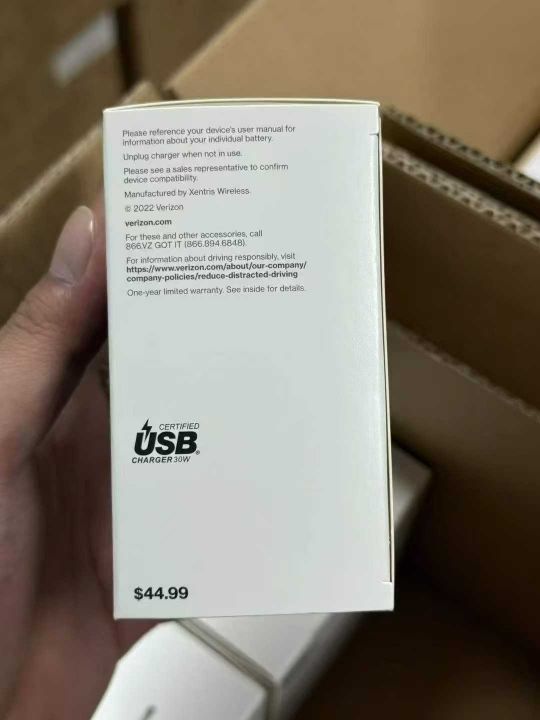 Please reference your device's user manual for
information about your individual battery.
Unplug charger when not in use.
Please see a sales representative to confirm
device compatibility.
Manufactured by Xentris Wireless
© 2022 Verizon
verizon.com
For these and other accessories, call
866.VZ GOT IT (866.894.6848).
For information about driving responsibly, visit
https://www.verizon.com/about/our-company/
company-policies/reduce-distracted-driving
One-year limited warranty. See inside for details.
CERTIFIED
USB®
CHARGER 30W
$44.99